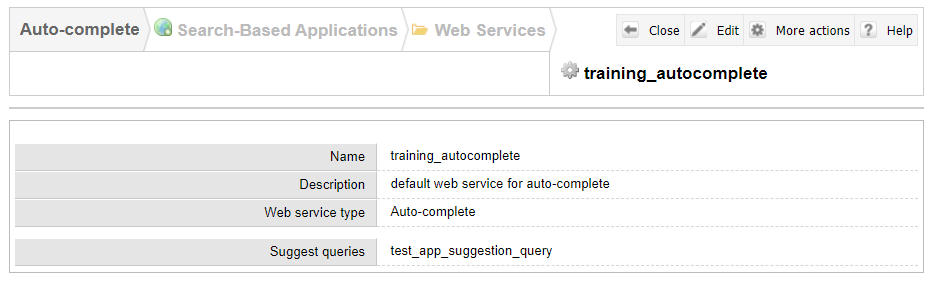 Auto-complete Search-Based Applications Web Services Close Edit More actions ? Help
training_autocomplete
Name training_autocomplete
Description default web service for auto-complete
Web service type Auto-complete
Suggest queries test_app_suggestion_query